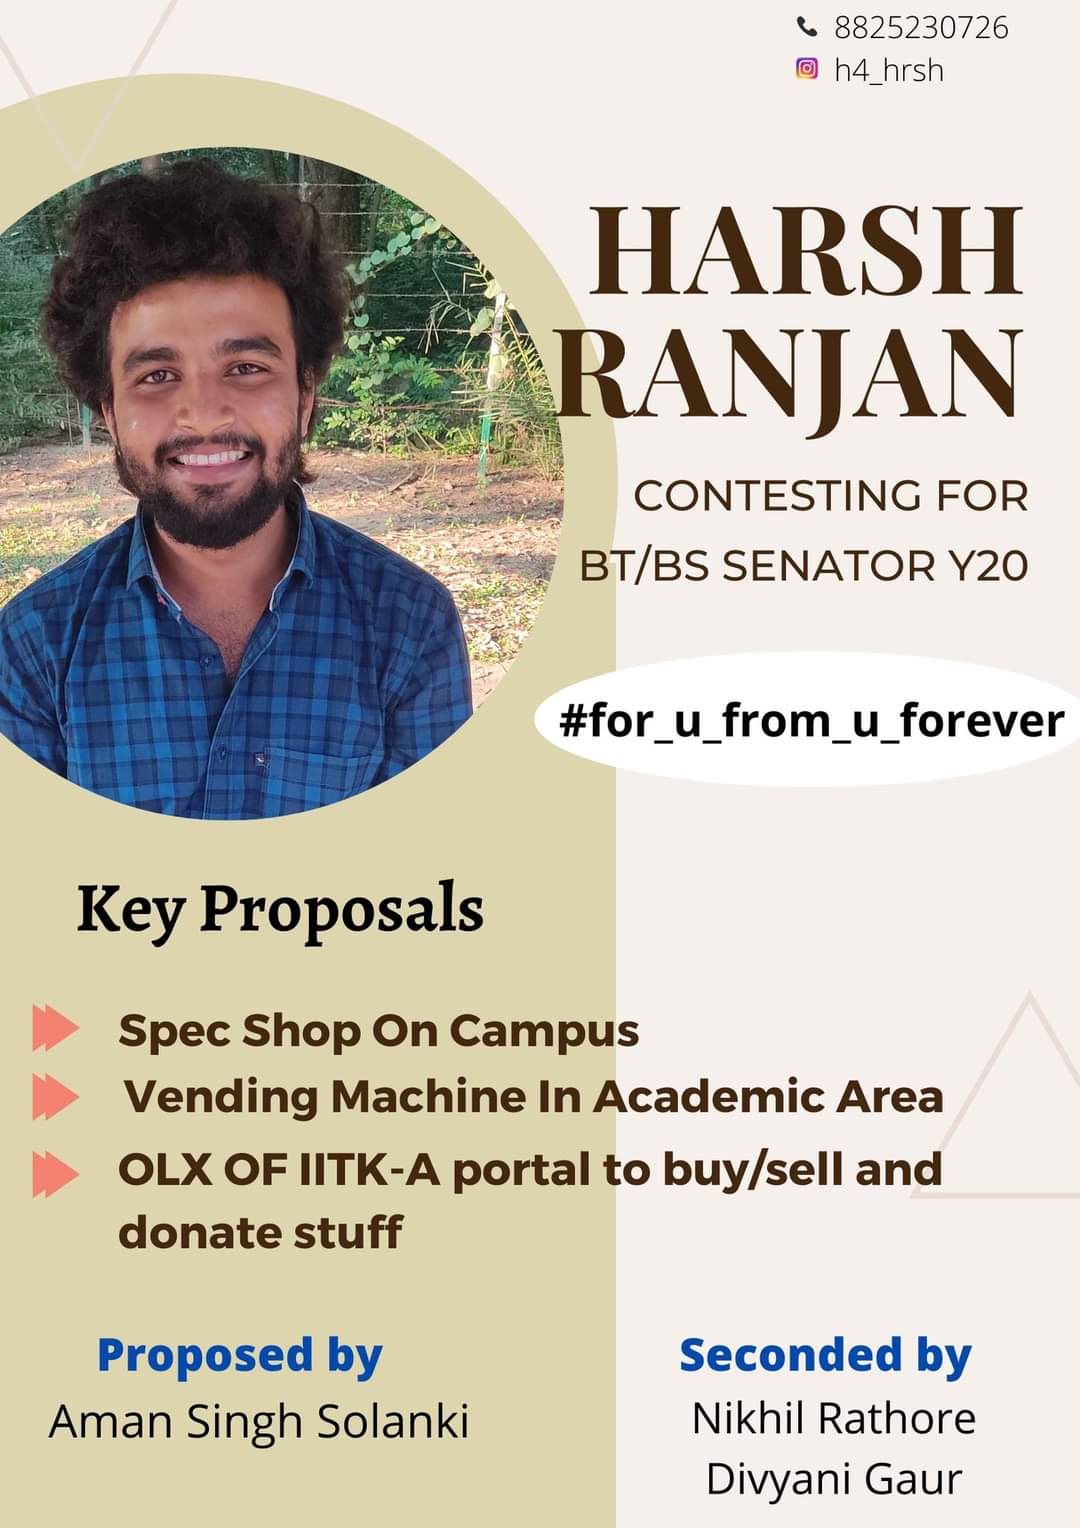 8825230726
h4_hrsh
HARSH
RANJAN
CONTESTING FOR
BT/BS SENATOR Y20
#for_u_from_u_forever
Key Proposals
Spec Shop On Campus
Vending Machine In Academic Area
OLX OF IITK-A portal to buy/sell and
donate stuff
Proposed by
Aman Singh Solanki
Seconded by
Nikhil Rathore
Divyani Gaur